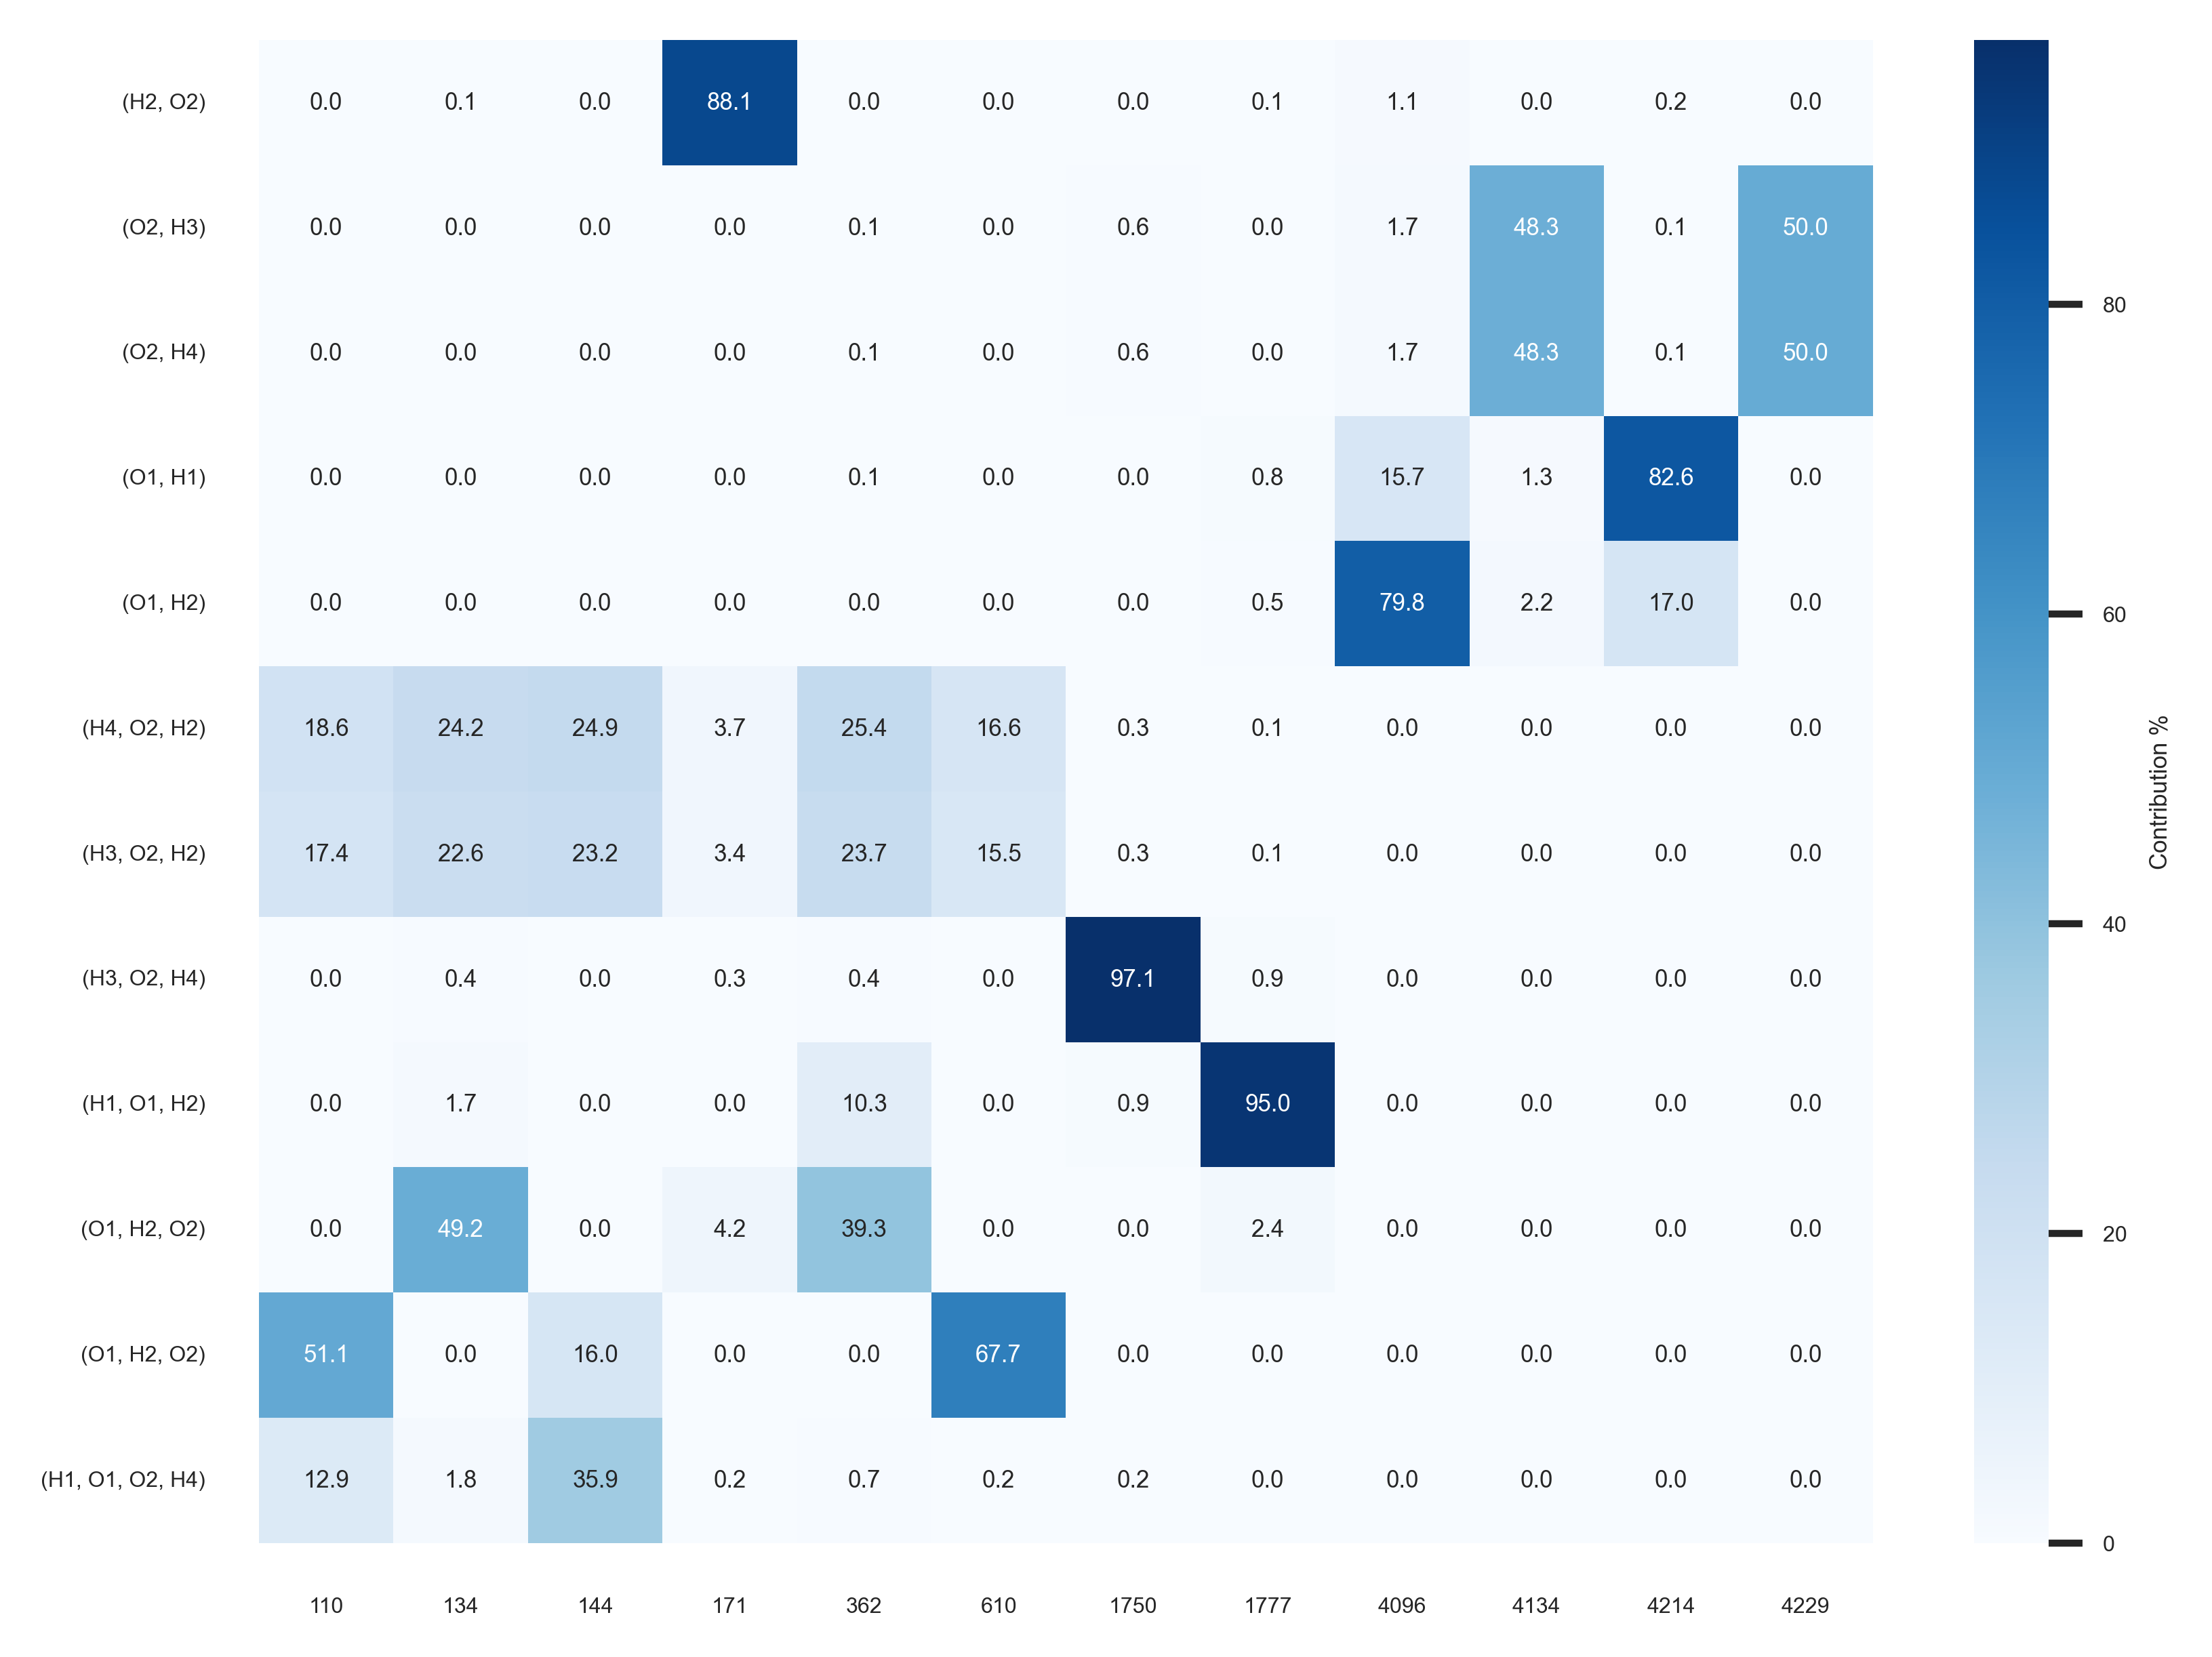 (H2, O2) 0.0 0.1 0.0 88.1 0.0 0.0 0.0 0.1 1.1 0.0 0.2 0.0
(O2, H3) 0.0 0.0 0.0 0.0 0.1 0.0 0.6 0.0 1.7 48.3 0.1 50.0
80
(O2, H4) 0.0 0.0 0.0 0.0 0.1 0.0 0.6 0.0 1.7 48.3 0.1 50.0
(O1, H1) 0.0 0.0 0.0 0.0 0.1 0.0 0.0 0.8 15.7 1.3 82.6 0.0
(O1, H2) 0.0 0.0 0.0 0.0 0.0 0.0 0.0 0.5 79.8 2.2 17.0 0.0
60
(H4, O2, H2) 18.6 24.2 24.9 3.7 25.4 16.6 0.3 0.1 0.0 0.0 0.0 0.0
Contribution %
(H3, O2, H2) 17.4 22.6 23.2 3.4 23.7 15.5 0.3 0.1 0.0 0.0 0.0 0.0
40
(H3, O2, H4) 0.0 0.4 0.0 0.3 0.4 0.0 97.1 0.9 0.0 0.0 0.0 0.0
(H1, O1, H2) 0.0 1.7 0.0 0.0 10.3 0.0 0.9 95.0 0.0 0.0 0.0 0.0
(O1, H2, O2) 0.0 49.2 0.0 4.2 39.3 0.0 0.0 2.4 0.0 0.0 0.0 0.0
20
(O1, H2, O2) 51.1 0.0 16.0 0.0 0.0 67.7 0.0 0.0 0.0 0.0 0.0 0.0
(H1, O1, O2, H4) 12.9 1.8 35.9 0.2 0.7 0.2 0.2 0.0 0.0 0.0 0.0 0.0
0
110 134 144 171 362 610 1750 1777 4096 4134 4214 4229